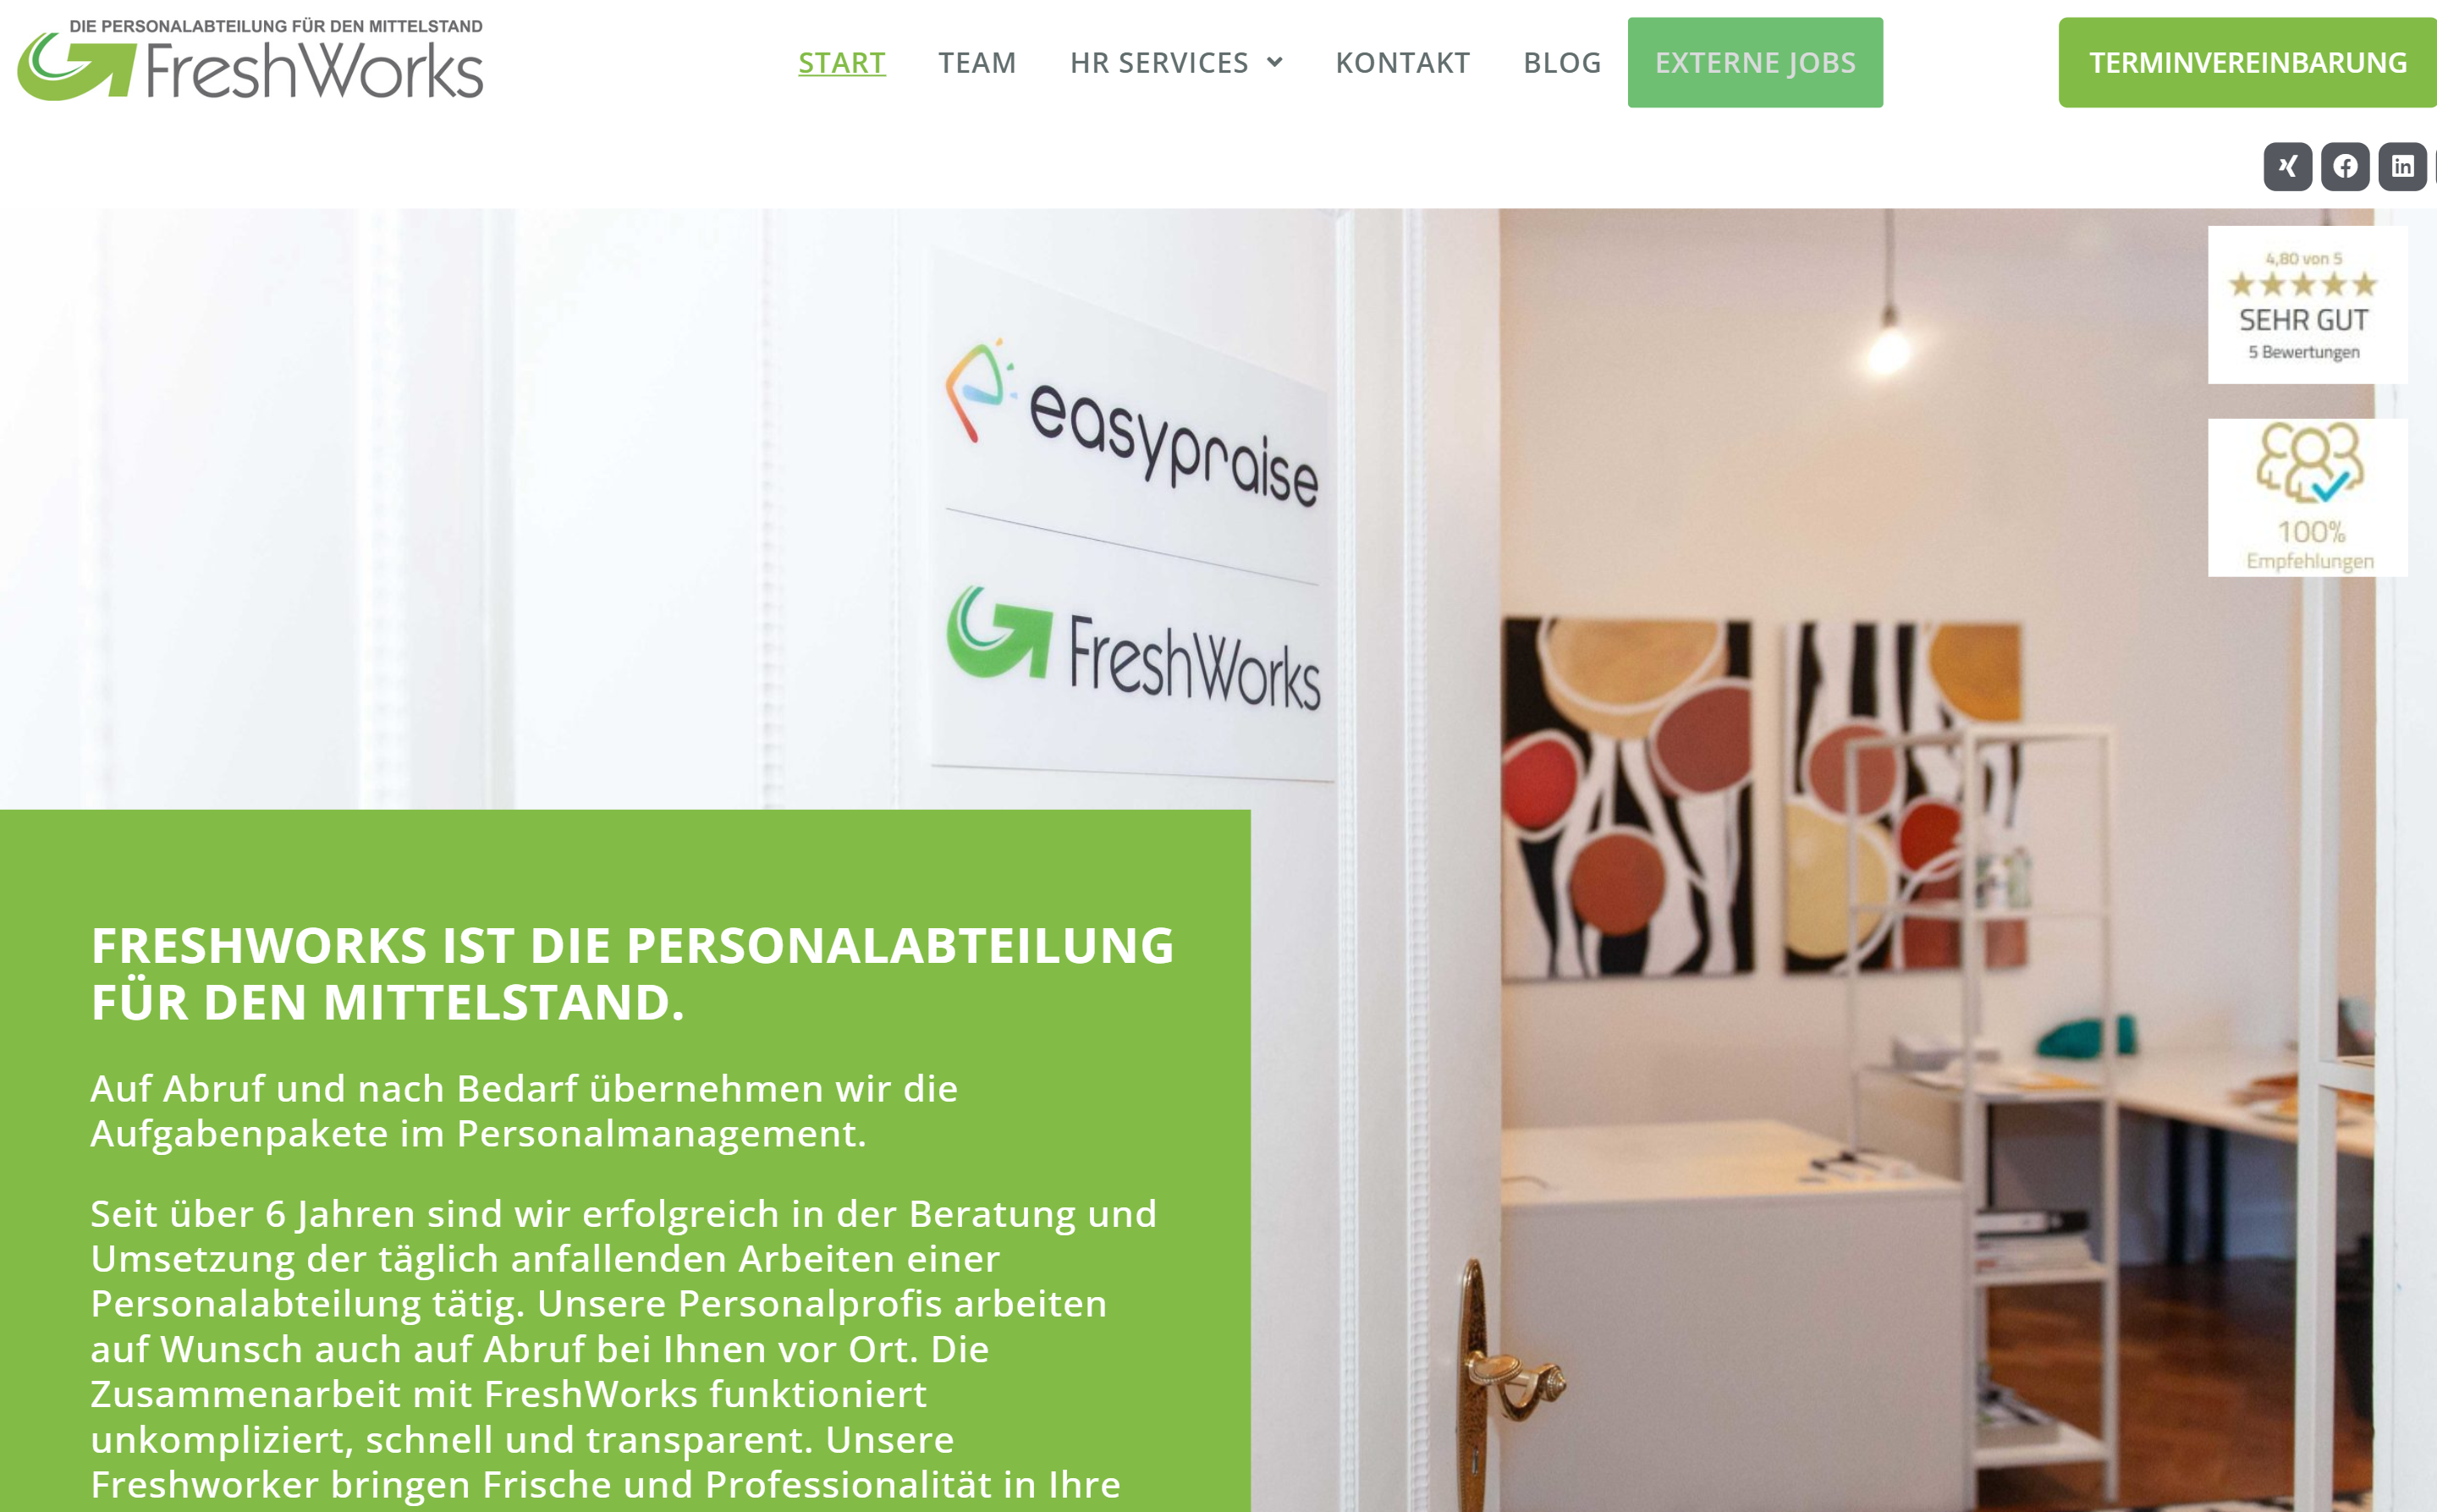 DIE PERSONALABTEILUNG FÜR DEN MITTELSTAND
FreshWorks
START
TEAM
HR SERVICES
KONTAKT
BLOG
EXTERNE JOBS
TERMINVEREINBARUNG
4,80 von 5
SEHR GUT
5 Bewertungen
100%
Empfehlungen
easypraise
FreshWorks
FRESHWORKS IST DIE PERSONALABTEILUNG
FÜR DEN MITTELSTAND.
Auf Abruf und nach Bedarf übernehmen wir die
Aufgabenpakete im Personalmanagement.
Seit über 6 Jahren sind wir erfolgreich in der Beratung und
Umsetzung der täglich anfallenden Arbeiten einer
Personalabteilung tätig. Unsere Personalprofis arbeiten
auf Wunsch auch auf Abruf bei Ihnen vor Ort. Die
Zusammenarbeit mit FreshWorks funktioniert
unkompliziert, schnell und transparent. Unsere
Freshworker bringen Frische und Professionalität in Ihre